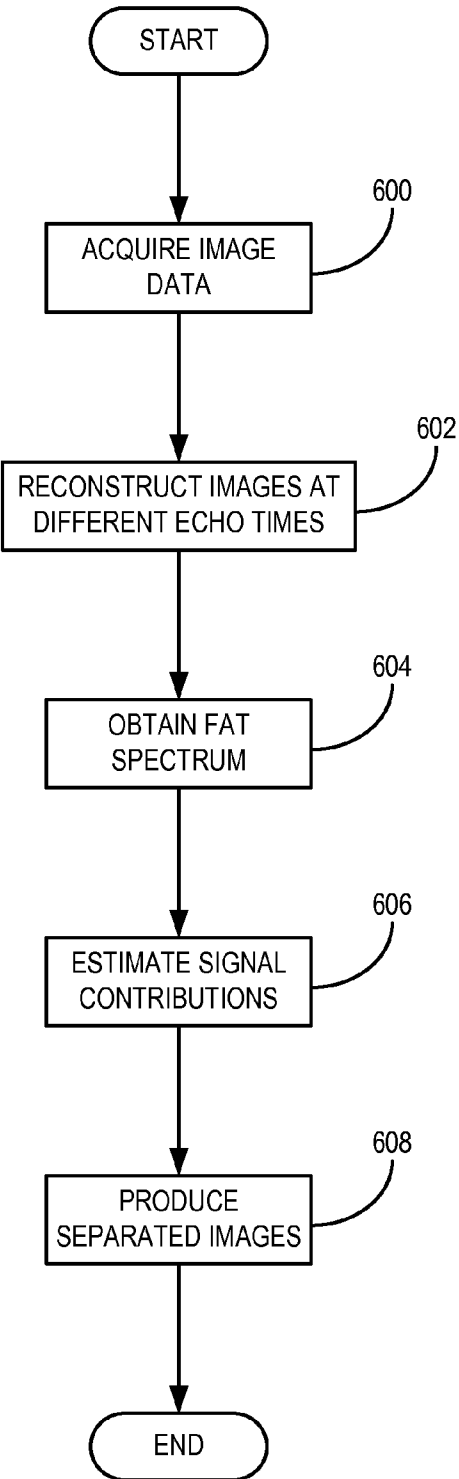 START
600
ACQUIRE IMAGE
DATA
602
RECONSTRUCT IMAGES AT
DIFFERENT ECHO TIMES
604
OBTAIN FAT
SPECTRUM
606
ESTIMATE SIGNAL
CONTRIBUTIONS
608
PRODUCE
SEPARATED IMAGES
END